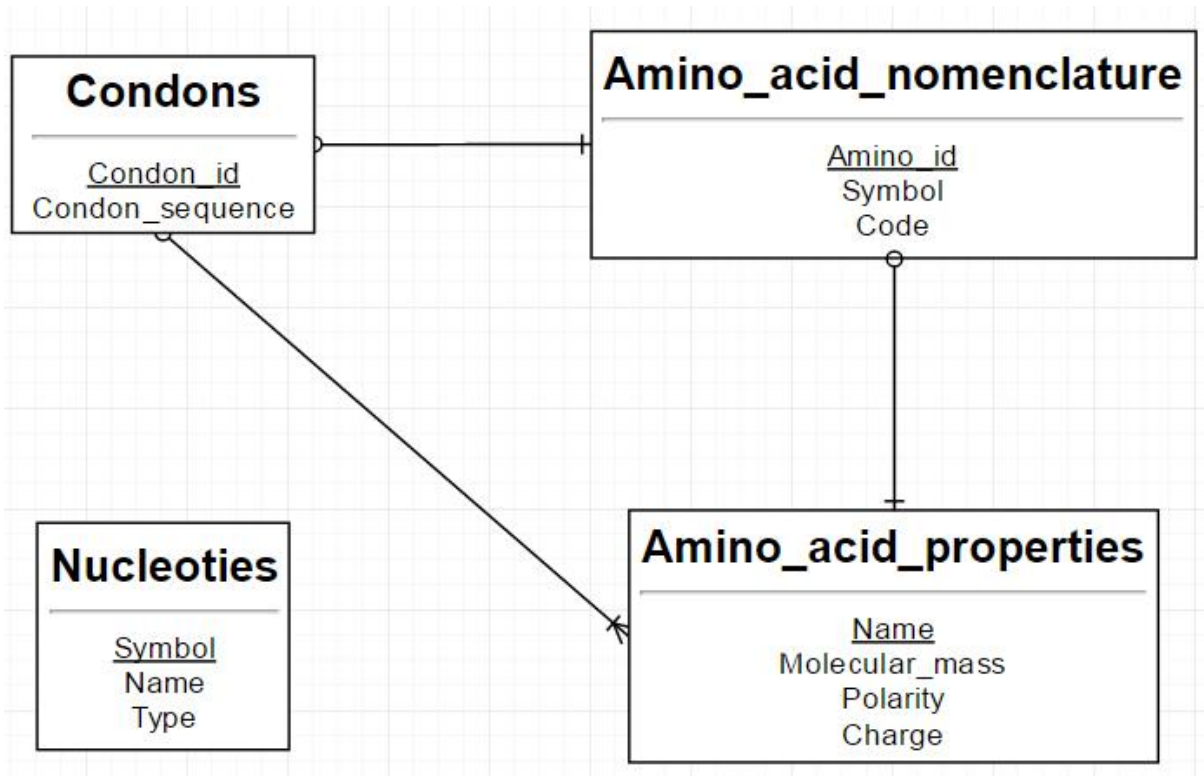 Condons
Condon_id
Condon_sequence
Amino_acid_nomenclature
Amino_id
Symbol
Code
Nucleoties
Symbol
Name
Type
Amino_acid_properties
Name
Molecular_mass
Polarity
Charge